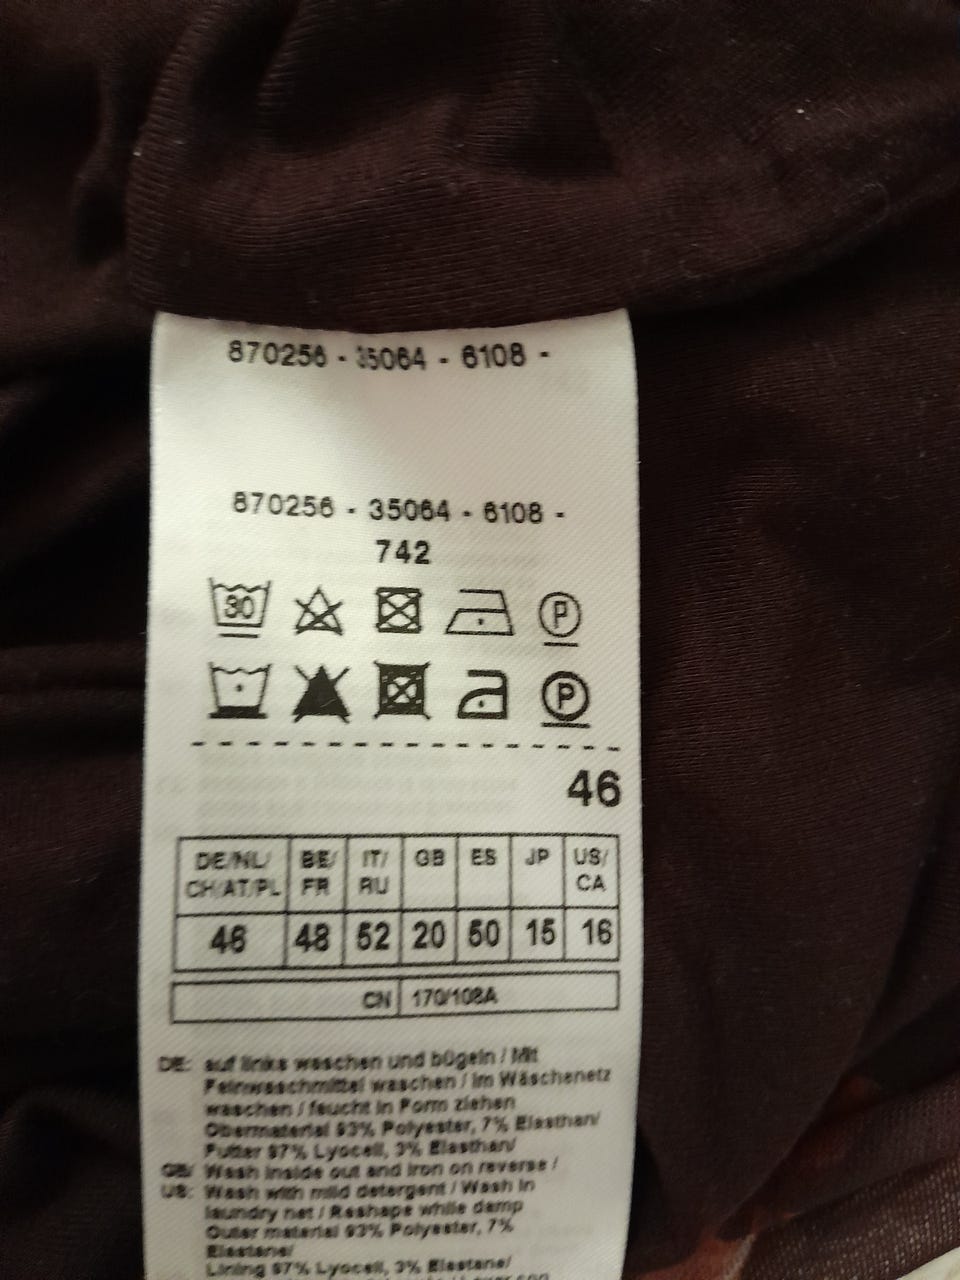 870256 - 35064 - 6108 -
870256 - 35064 - 6108 -
742
30 P
P
46
DE/NL/ CH/AT/PL BE/ FR IT/ RU GB ES JP US/ CA
46 48 52 20 50 15 16
CN 170/108A
DE: auf links waschen und bügeln / Mit
Feinwaschmittel waschen / Im Wäschenetz
waschen / feucht in Form ziehen
Obermaterial 93% Polyester, 7% Elasthan/
Futter 97% Lyocell, 3% Elasthan/
GB/ Wash inside out and iron on reverse /
US: Wash with mild detergent / Wash in
laundry net / Reshape while damp
Outer material 93% Polyester, 7%
Elastane/
Lining 97% Lyocell, 3% Elastane/